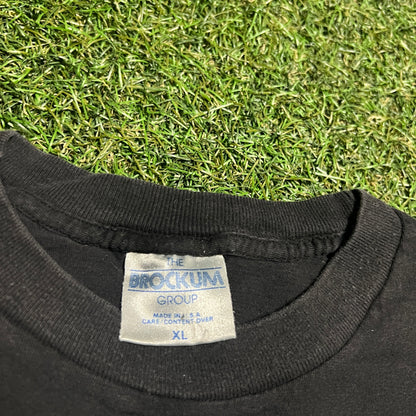 THE
BROCKUM
GROUP
MADE IN U.S.A.
CARE/CONTENT-OVER
XL